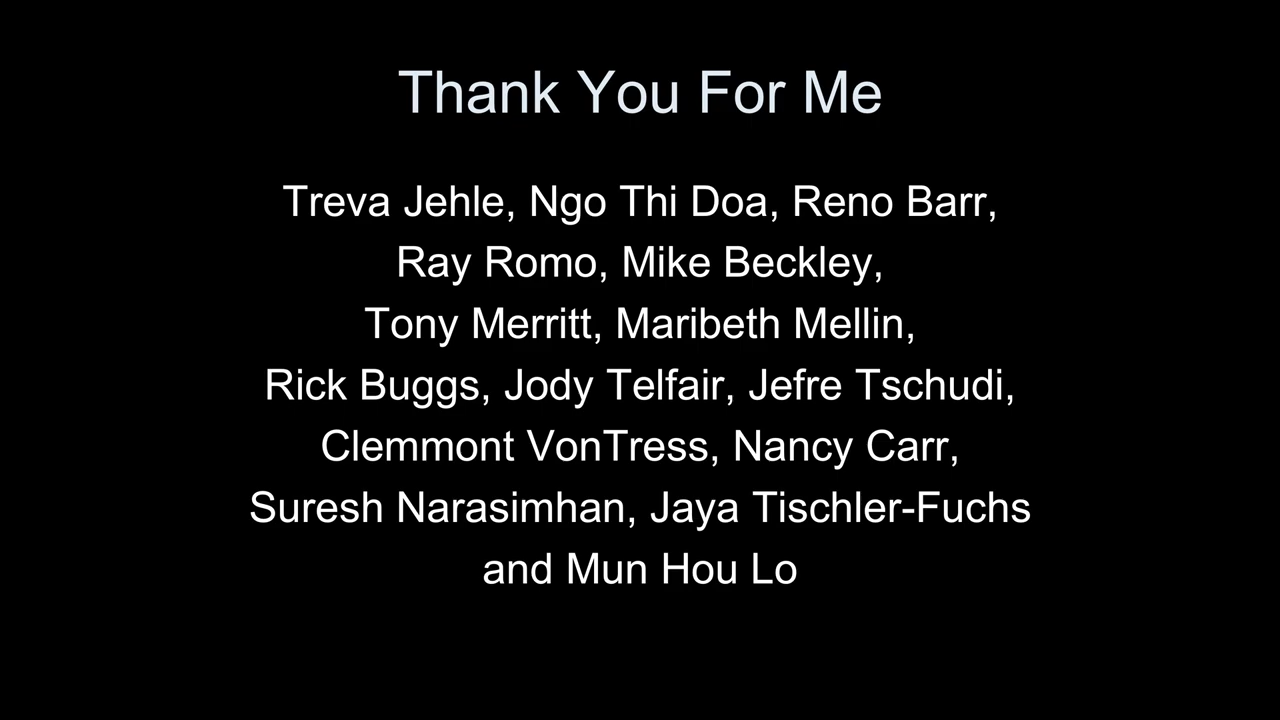 Thank You For Me
Treva Jehle, Ngo Thi Doa, Reno Barr,
Ray Romo, Mike Beckley,
Tony Merritt, Maribeth Mellin,
Rick Buggs, Jody Telfair, Jefre Tschudi,
Clemmont VonTress, Nancy Carr,
Suresh Narasimhan, Jaya Tischler-Fuchs
and Mun Hou Lo